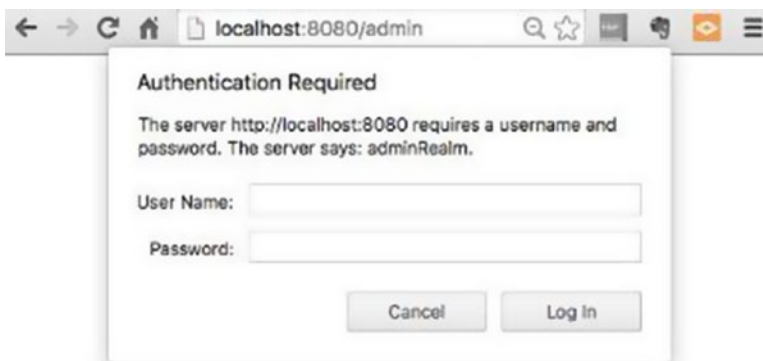 localhost:8080/admin
Authentication Required
The server http://localhost:8080 requires a username and
password. The server says: adminRealm.
User Name:
Password:
Cancel
Log In